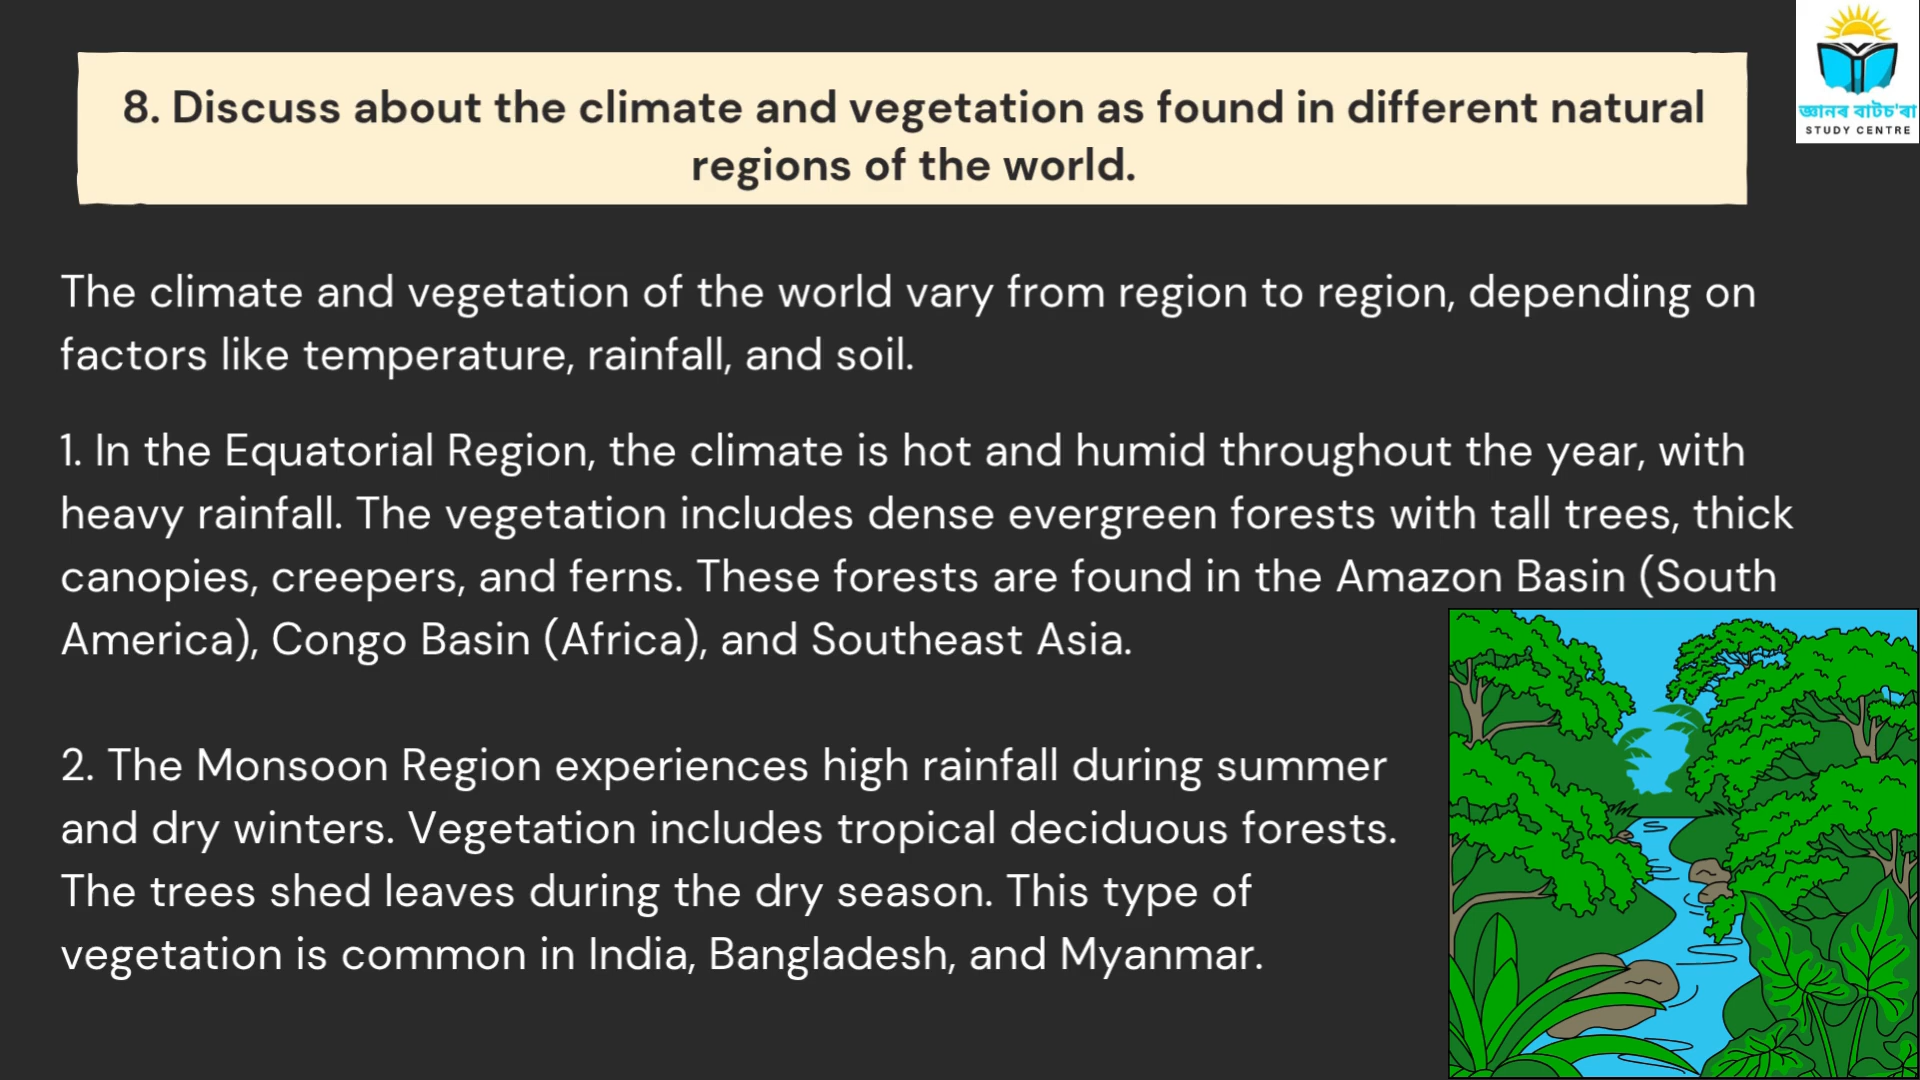 8. Discuss about the climate and vegetation as found in different natural
regions of the world.
জ্ঞানৰ বাটচ'ৰা
STUDY CENTRE
The climate and vegetation of the world vary from region to region, depending on
factors like temperature, rainfall, and soil.
1. In the Equatorial Region, the climate is hot and humid throughout the year, with
heavy rainfall. The vegetation includes dense evergreen forests with tall trees, thick
canopies, creepers, and ferns. These forests are found in the Amazon Basin (South
America), Congo Basin (Africa), and Southeast Asia.
2. The Monsoon Region experiences high rainfall during summer
and dry winters. Vegetation includes tropical deciduous forests.
The trees shed leaves during the dry season. This type of
vegetation is common in India, Bangladesh, and Myanmar.